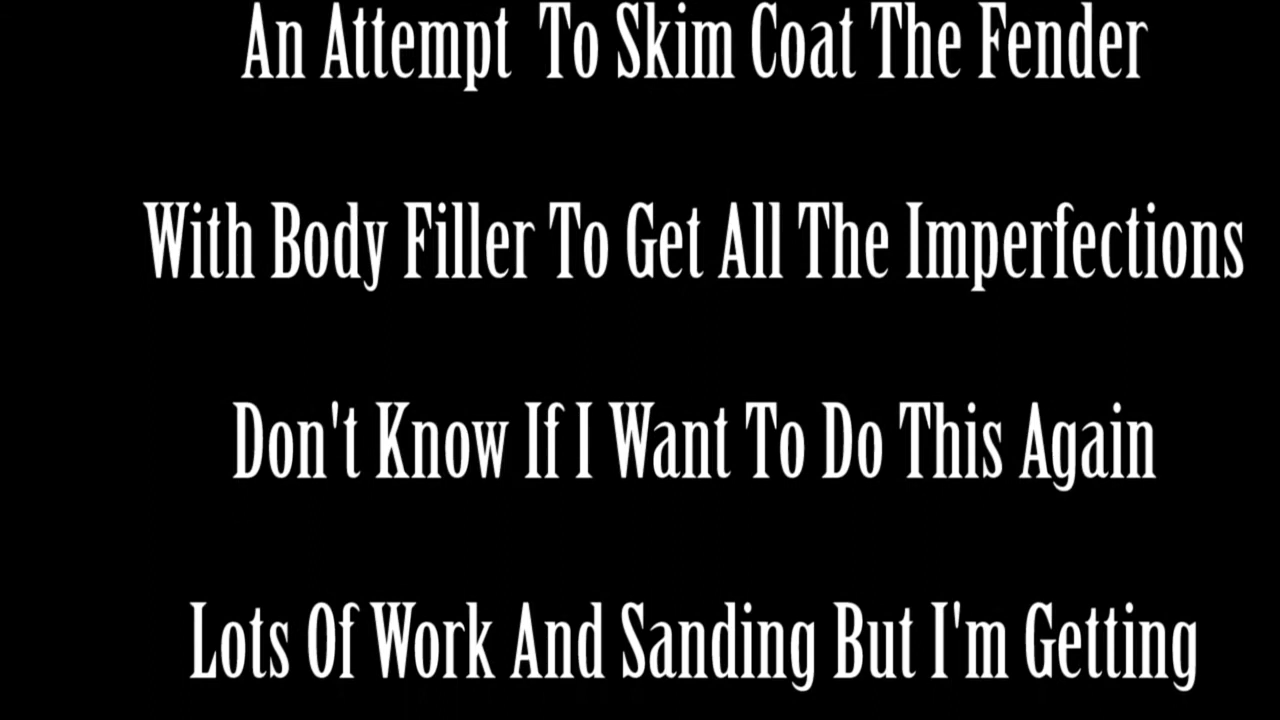 An Attempt  To Skim Coat The Fender
With Body Filler To Get All The Imperfections
Don't Know If I Want To Do This Again
Lots Of Work And Sanding But I'm Getting